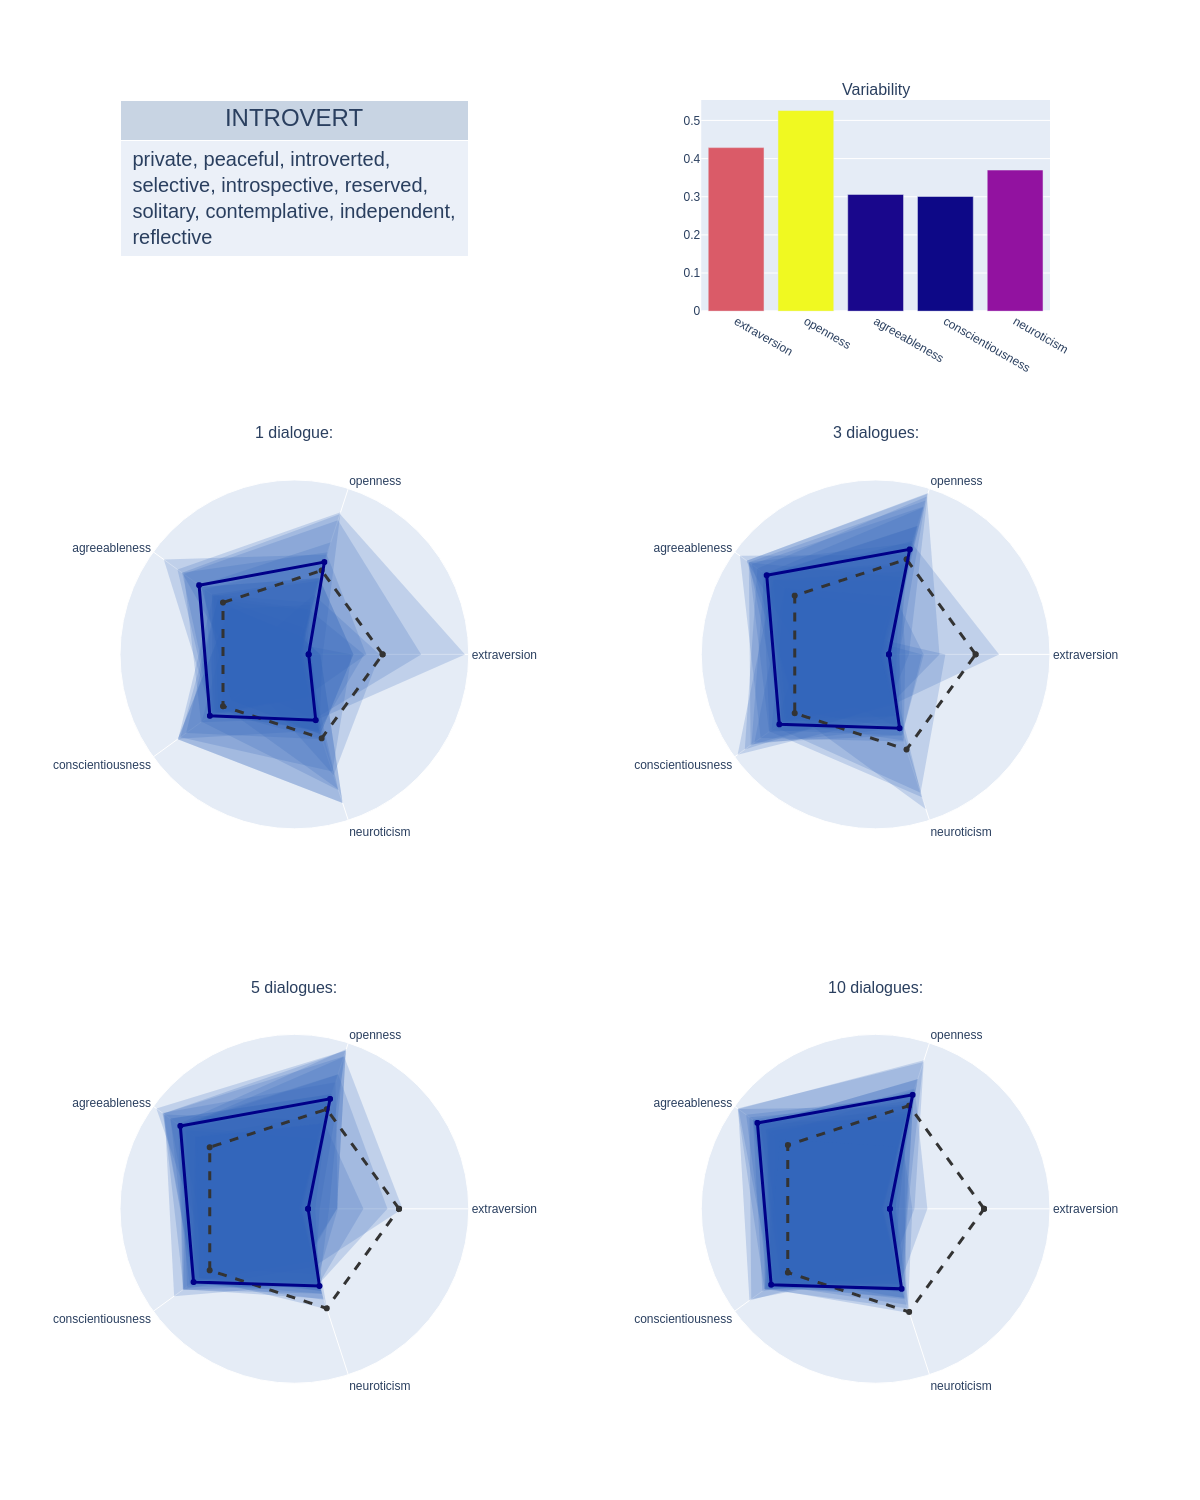 INTROVERT
private, peaceful, introverted,
selective, introspective, reserved,
solitary, contemplative, independent,
reflective
Variability
0.5
0.4
0.3
0.2
0.1
0
extraversion
openness
agreeableness
conscientiousness
neuroticism
1 dialogue:
openness
agreeableness
extraversion
conscientiousness
neuroticism
3 dialogues:
openness
agreeableness
extraversion
conscientiousness
neuroticism
5 dialogues:
openness
agreeableness
extraversion
conscientiousness
neuroticism
10 dialogues:
openness
agreeableness
extraversion
conscientiousness
neuroticism